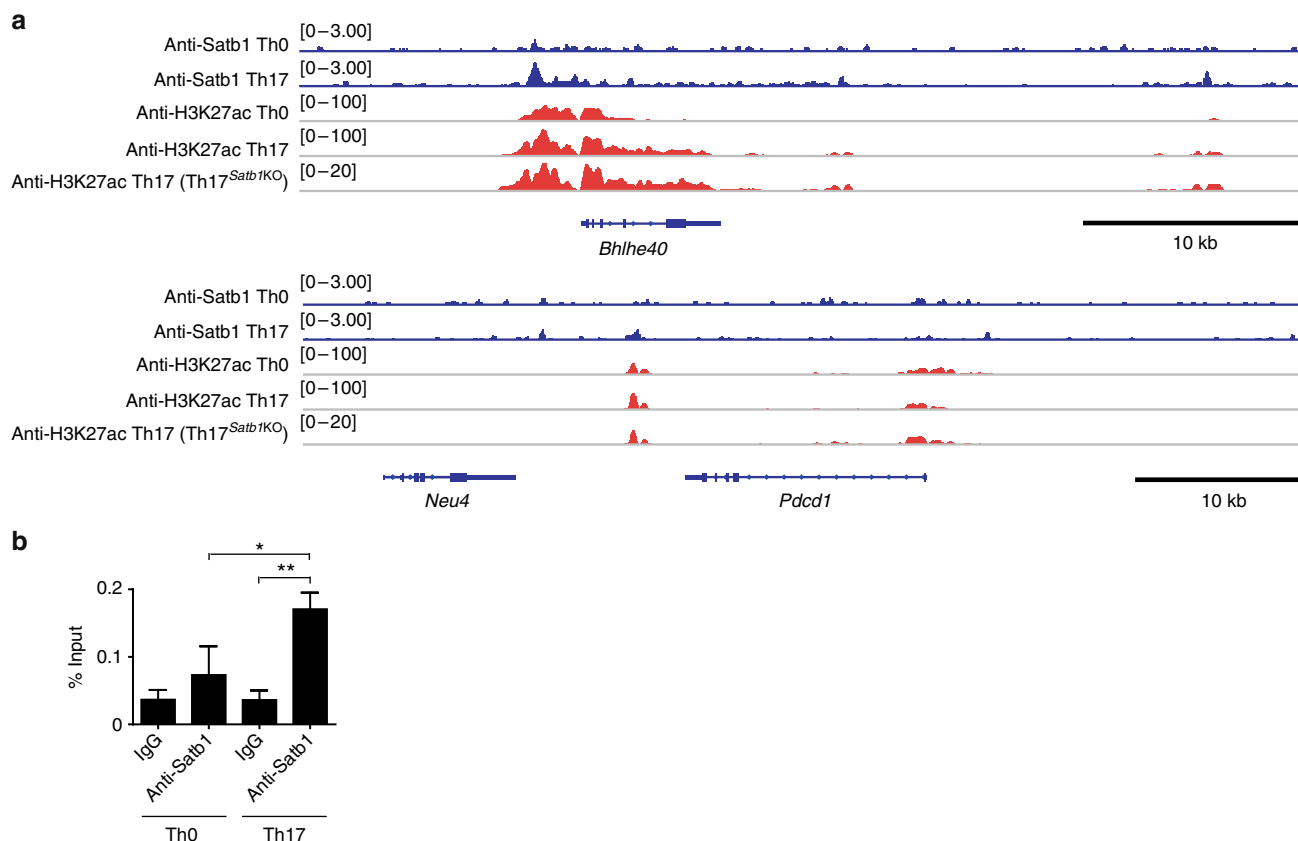 a
Anti-Satb1 Th0 [0–3.00]
Anti-Satb1 Th17 [0–3.00]
Anti-H3K27ac Th0 [0–100]
Anti-H3K27ac Th17 [0–100]
Anti-H3K27ac Th17 (Th17Satb1KO) [0–20]
Bhlhe40
10 kb
Anti-Satb1 Th0 [0–3.00]
Anti-Satb1 Th17 [0–3.00]
Anti-H3K27ac Th0 [0–100]
Anti-H3K27ac Th17 [0–100]
Anti-H3K27ac Th17 (Th17Satb1KO) [0–20]
Neu4 Pdcd1
10 kb
b
*
**
% Input
0.2
0.1
0
IgG
Anti-Satb1
IgG
Anti-Satb1
Th0 Th17